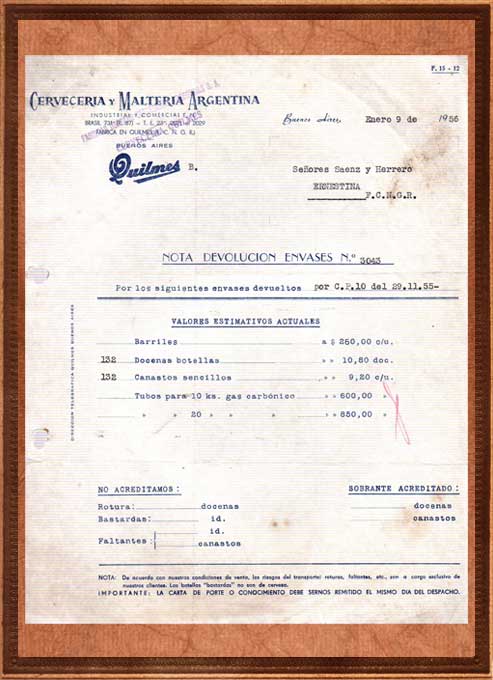 F. 15 - 12
CERVECERIA Y MALTERIA ARGENTINA
INDUSTRIAL Y COMERCIAL
BRASIL 731 (R. 67) - T. E. 23
FABRICA EN QUILMES (F. C. N. G. R.)
BUENOS AIRES
Quilmes B.
Buenos Aires, Enero 9 de 1956
Señores Saenz y Herrero
ERNESTINA
F.C.N.G.R.
NOTA DEVOLUCION ENVASES N.º 3043
Por los siguientes envases devueltos por C.P.10 del 29.11.55-
VALORES ESTIMATIVOS ACTUALES
Barriles a $ 250,00 c/u.
132 Docenas botellas » » 10,80 doc.
132 Canastos sencillos » » 9,20 c/u.
Tubos para 10 ks. gas carbónico » » 600,00 »
» » 20 » » » » » 850,00 »
NO ACREDITAMOS: SOBRANTE ACREDITADO:
Rotura: docenas docenas
Bastardas: id. canastos
Faltantes: id.
canastos
NOTA: De acuerdo con nuestras condiciones de venta, los riesgos del transporte: roturas, faltantes, etc., son a cargo exclusivo de
nuestros clientes. Las botellas "bastardas" no son de cerveza.
IMPORTANTE: LA CARTA DE PORTE O CONOCIMIENTO DEBE SERNOS REMITIDO EL MISMO DIA DEL DESPACHO.
DIRECCION TELEGRAFICA QUILMES BUENOS AIRES